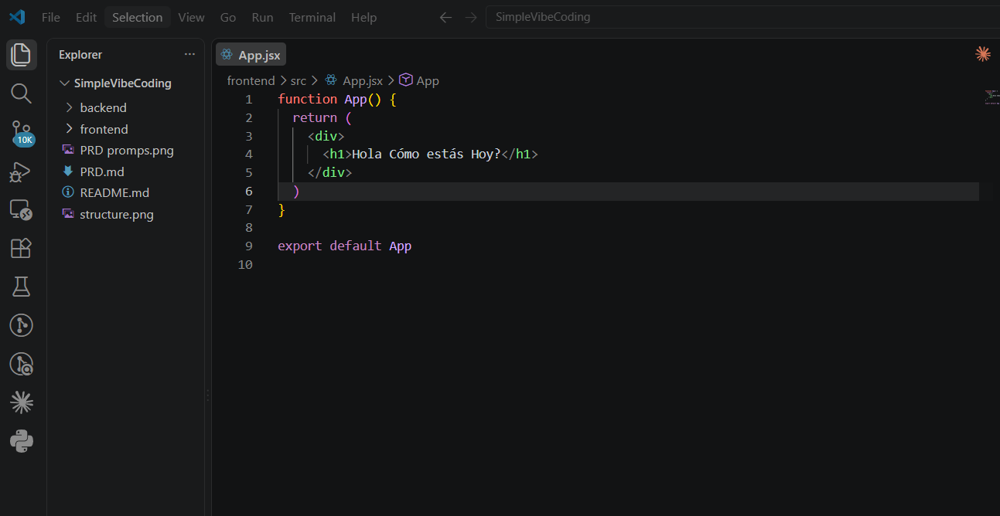 File Edit Selection View Go Run Terminal Help SimpleVibeCoding
Explorer
SimpleVibeCoding
backend
frontend
PRD promps.png
PRD.md
README.md
structure.png
10K
App.jsx
frontend > src > App.jsx > App
1 function App() {
2   return (
3     <div>
4       <h1>Hola Cómo estás Hoy?</h1>
5     </div>
6   )
7 }
8
9 export default App
10